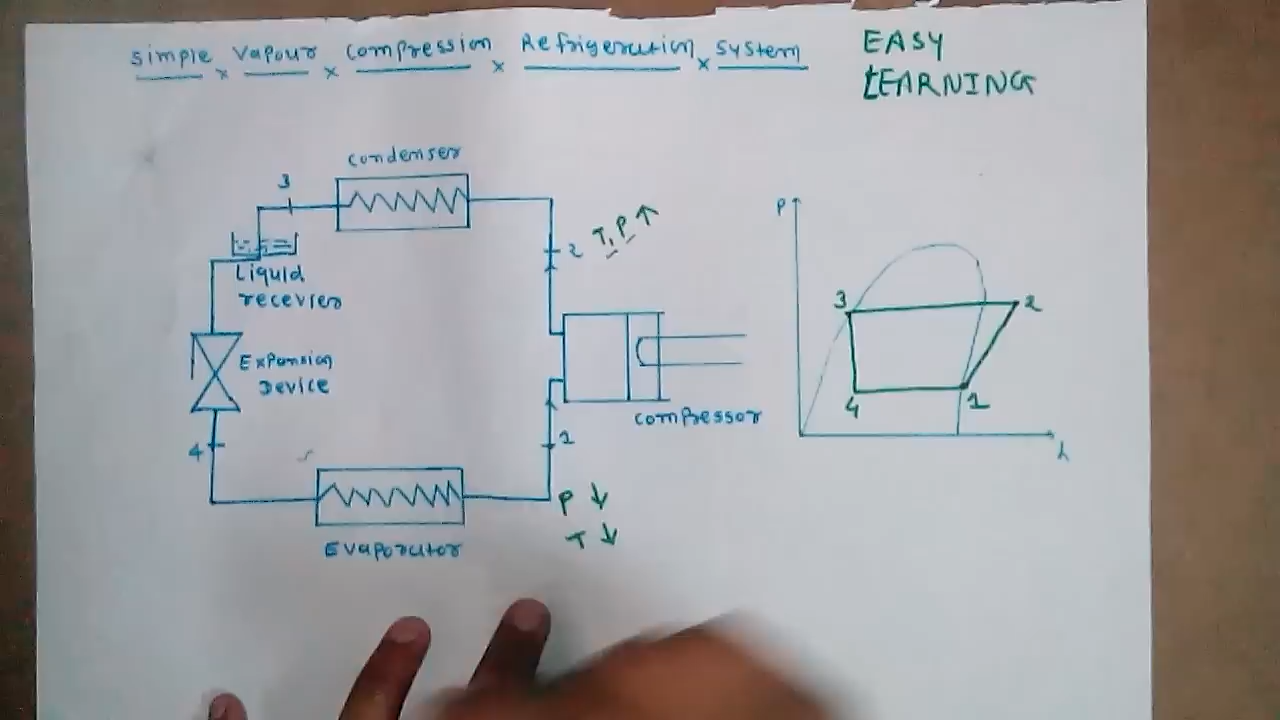 simple vapour compression Refrigeration system
EASY
LEARNING
condenser
3
2 T, P ↑
Liquid
recevier
Expansion
Device
compressor
4
1
P ↓
T ↓
Evaporator
P
3
2
4
1
h